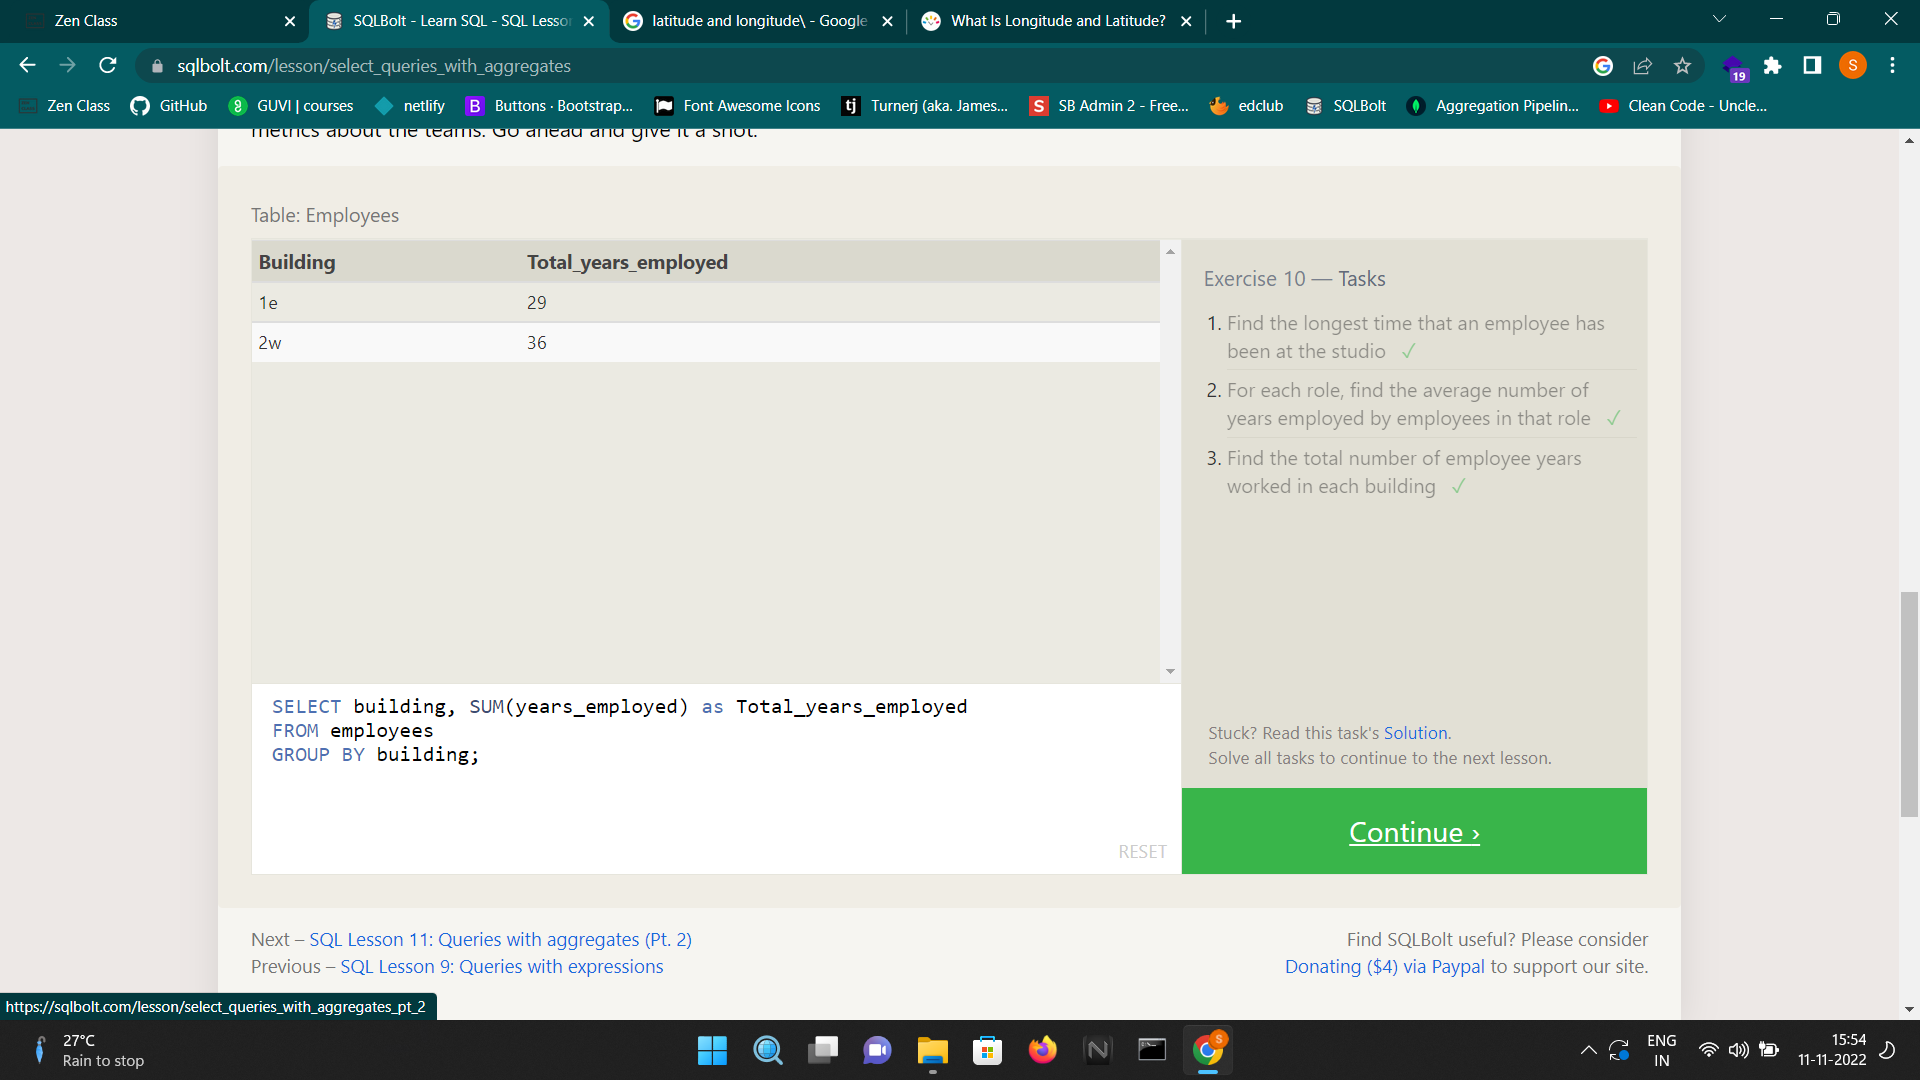 Zen Class
SQLBolt - Learn SQL - SQL Lesson
latitude and longitude\ - Google
What Is Longitude and Latitude?
sqlbolt.com/lesson/select_queries_with_aggregates
19
S
Zen Class
GitHub
GUVI | courses
netlify
B
Buttons · Bootstrap...
Font Awesome Icons
tj
Turnerj (aka. James...
S
SB Admin 2 - Free...
edclub
SQLBolt
Aggregation Pipelin...
Clean Code - Uncle...
metrics about the teams. Go ahead and give it a shot.
Table: Employees
Building Total_years_employed
1e 29
2w 36
Exercise 10 — Tasks
1. Find the longest time that an employee has
been at the studio ✓
2. For each role, find the average number of
years employed by employees in that role ✓
3. Find the total number of employee years
worked in each building ✓
SELECT building, SUM(years_employed) as Total_years_employed
FROM employees
GROUP BY building;
RESET
Stuck? Read this task's Solution.
Solve all tasks to continue to the next lesson.
Continue ›
Next – SQL Lesson 11: Queries with aggregates (Pt. 2)
Previous – SQL Lesson 9: Queries with expressions
Find SQLBolt useful? Please consider
Donating ($4) via Paypal to support our site.
https://sqlbolt.com/lesson/select_queries_with_aggregates_pt_2
27°C
Rain to stop
N
S
ENG
IN
15:54
11-11-2022